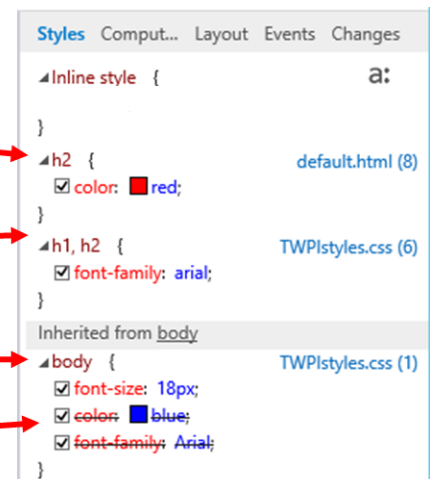 Styles Comput... Layout Events Changes
Inline style {
a:
}
h2 { default.html (8)
color: red;
}
h1, h2 { TWPIstyles.css (6)
font-family: arial;
}
Inherited from body
body { TWPIstyles.css (1)
font-size: 18px;
color: blue;
font-family: Arial;
}